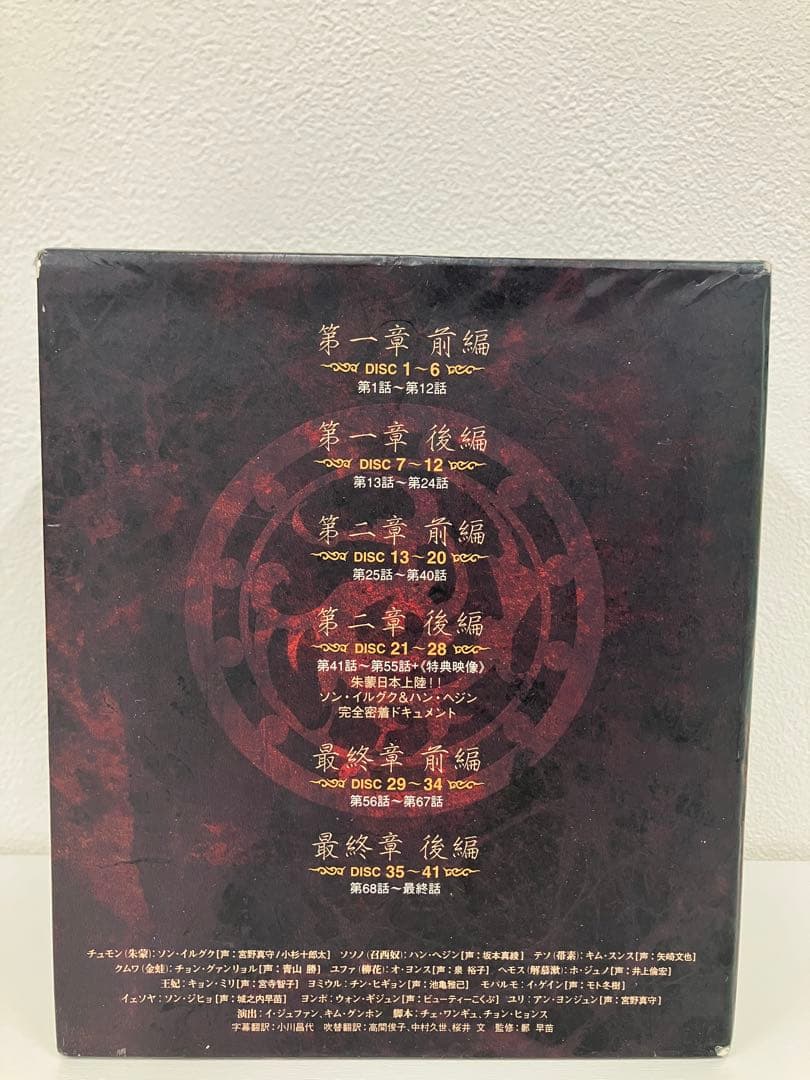 第一章 前編
DISC 1～6
第1話～第12話
第一章 後編
DISC 7～12
第13話～第24話
第二章 前編
DISC 13～20
第25話～第40話
第二章 後編
DISC 21～28
第41話～第55話+《特典映像》
朱蒙日本上陸！！
ソン・イルグク&ハン・ヘジン
完全密着ドキュメント
最終章 前編
DISC 29～34
第56話～第67話
最終章 後編
DISC 35～41
第68話～最終話
チュモン(朱蒙)：ソン・イルグク[声：宮野真守/小杉十郎太] ソソノ(召西奴)：ハン・ヘジン[声：坂本真綾] テソ(帯素)：キム・スンス[声：矢崎文也]
クムワ(金蛙)：チョン・グァンリョル[声：青山 勝] ユファ(柳花)：オ・ヨンス[声：泉 裕子] ヘモス(解慕漱)：ホ・ジュノ[声：井上倫宏]
王妃：キョン・ミリ[声：宮寺智子] ヨミウル：チン・ヒギョン[声：池亀雅己] モパルモ：イ・ゲイン[声：モト冬樹]
イェソヤ：ソン・ジヒョ[声：城之内早苗] ヨンポ：ウォン・ギジュン[声：ビューティーこくぶ] ユリ：アン・ヨンジュン[声：宮野真守]
演出：イ・ジュファン、キム・グンホン 脚本：チェ・ワンギュ、チョン・ヒョンス
字幕翻訳：小川昌代 吹替翻訳：高間俊子、中村久世、桜井 文 監修：鄭 早苗